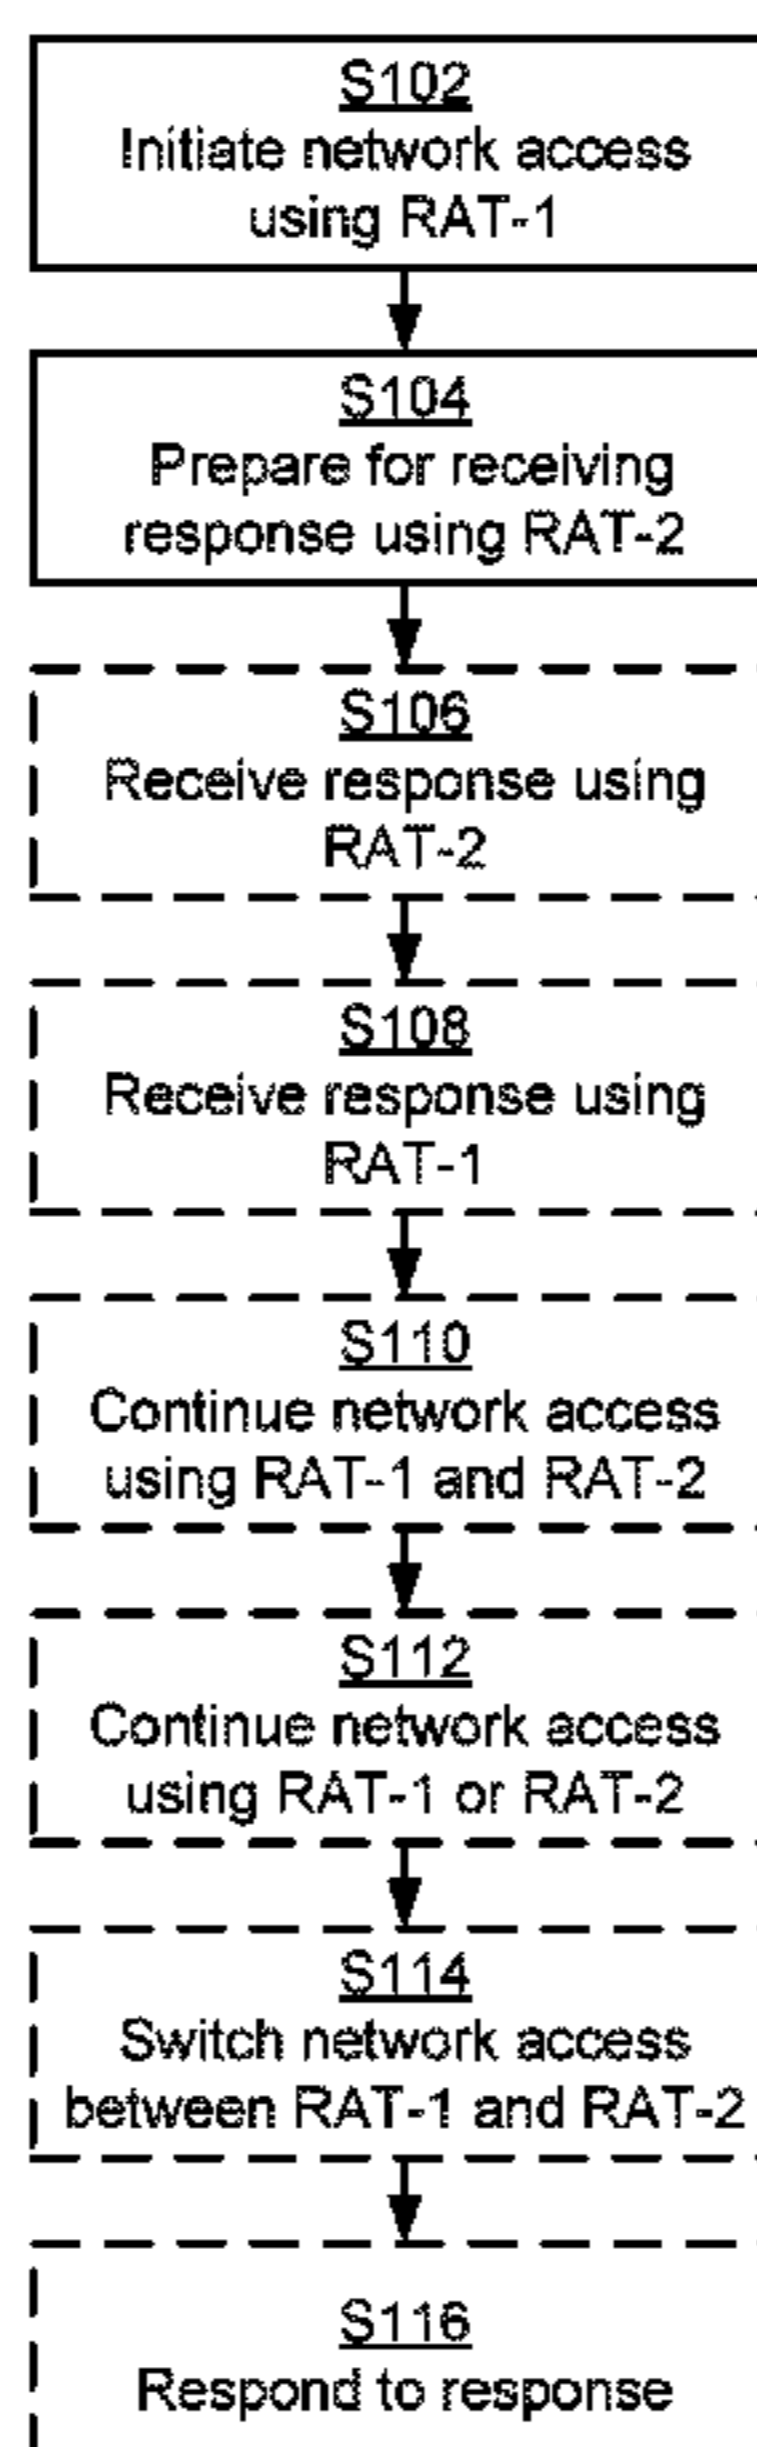 S102
Initiate network access
using RAT-1
S104
Prepare for receiving
response using RAT-2
S106
Receive response using
RAT-2
S108
Receive response using
RAT-1
S110
Continue network access
using RAT-1 and RAT-2
S112
Continue network access
using RAT-1 or RAT-2
S114
Switch network access
between RAT-1 and RAT-2
S116
Respond to response